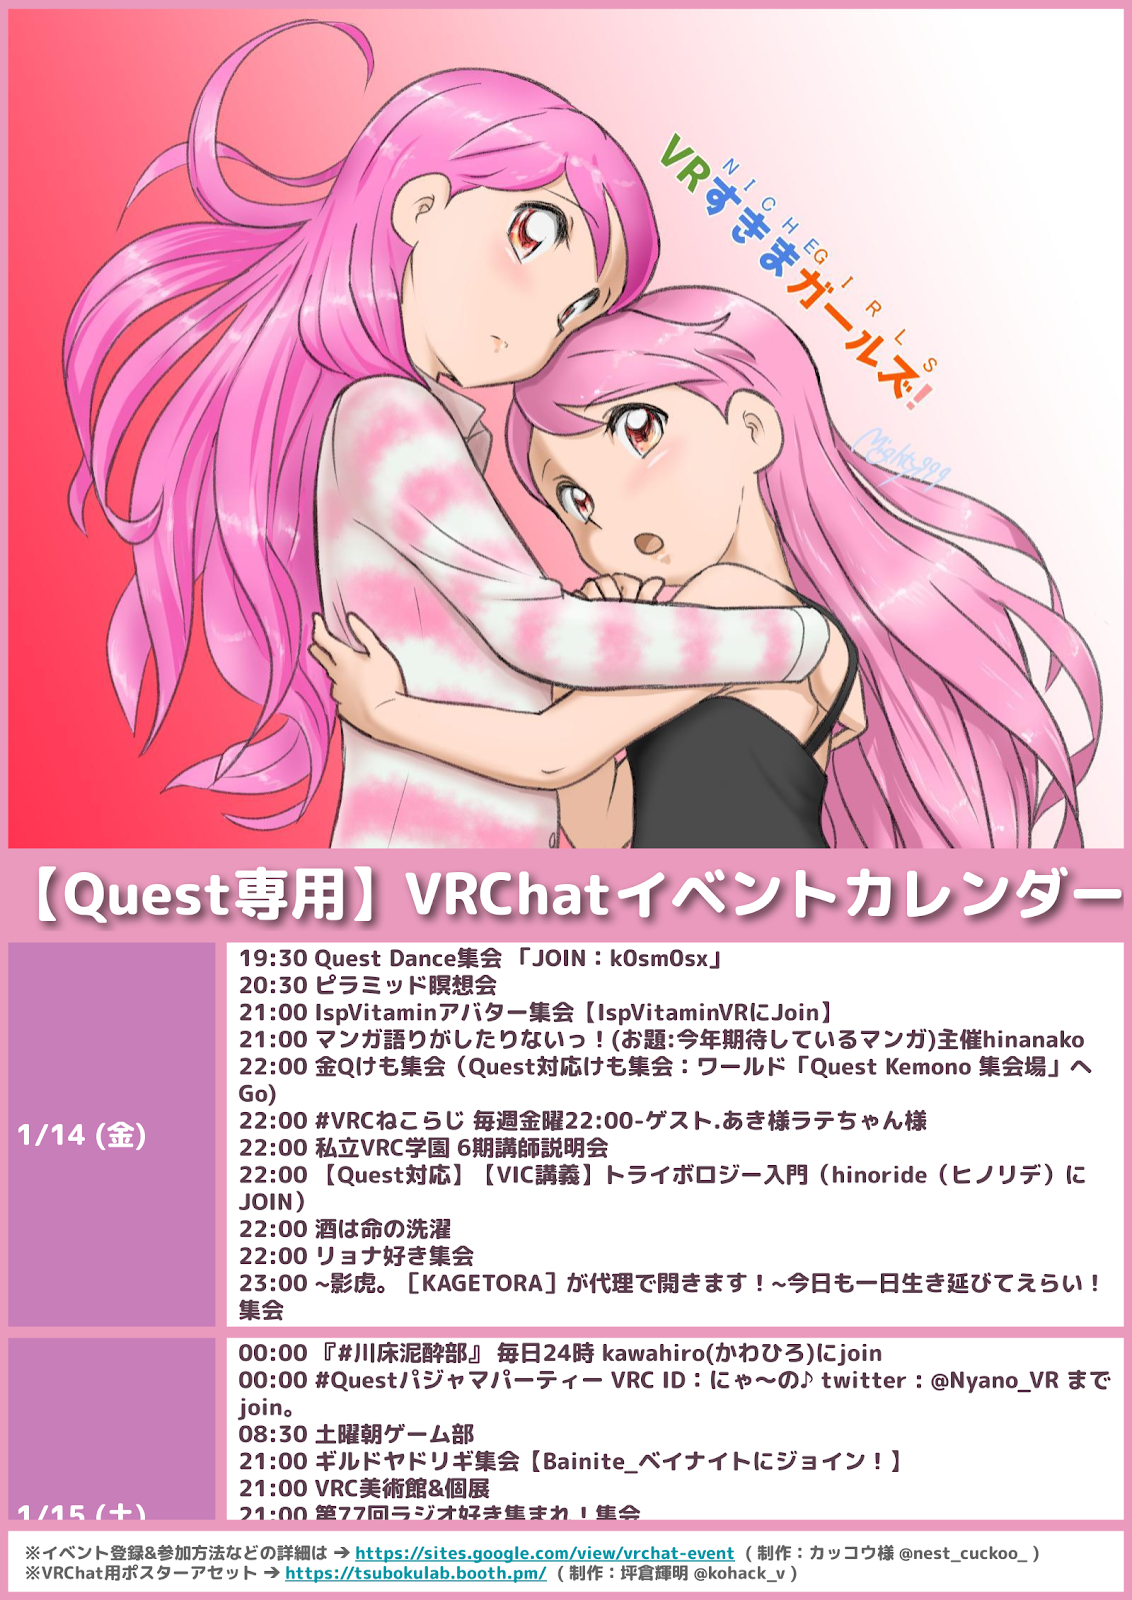 NICHE GIRLS
VRすきまガールズ!
Mighty999
【Quest専用】VRChatイベントカレンダー
1/14 (金)
19:30 Quest Dance集会 「JOIN：k0sm0sx」
20:30 ピラミッド瞑想会
21:00 IspVitaminアバター集会【IspVitaminVRにJoin】
21:00 マンガ語りがしたりないっ！(お題:今年期待しているマンガ)主催hinanako
22:00 金Qけも集会（Quest対応けも集会：ワールド「Quest Kemono 集会場」へ
Go)
22:00 #VRCねこらじ 毎週金曜22:00-ゲスト.あき様ラテちゃん様
22:00 私立VRC学園 6期講師説明会
22:00 【Quest対応】【VIC講義】トライボロジー入門（hinoride（ヒノリデ）に
JOIN）
22:00 酒は命の洗濯
22:00 リョナ好き集会
23:00 ~影虎。［KAGETORA］が代理で開きます！~今日も一日生き延びてえらい！
集会
1/15 (土)
00:00 『#川床泥酔部』 毎日24時 kawahiro(かわひろ)にjoin
00:00 #Questパジャマパーティー VRC ID：にゃ〜の♪ twitter : @Nyano_VR まで
join。
08:30 土曜朝ゲーム部
21:00 ギルドヤドリギ集会【Bainite_ベイナイトにジョイン！】
21:00 VRC美術館&個展
21:00 第77回ラジオ好き集まれ！集会
※イベント登録&参加方法などの詳細は ➔ https://sites.google.com/view/vrchat-event ( 制作：カッコウ様 @nest_cuckoo_ )
※VRChat用ポスターアセット ➔ https://tsubokulab.booth.pm/ ( 制作：坪倉輝明 @kohack_v )